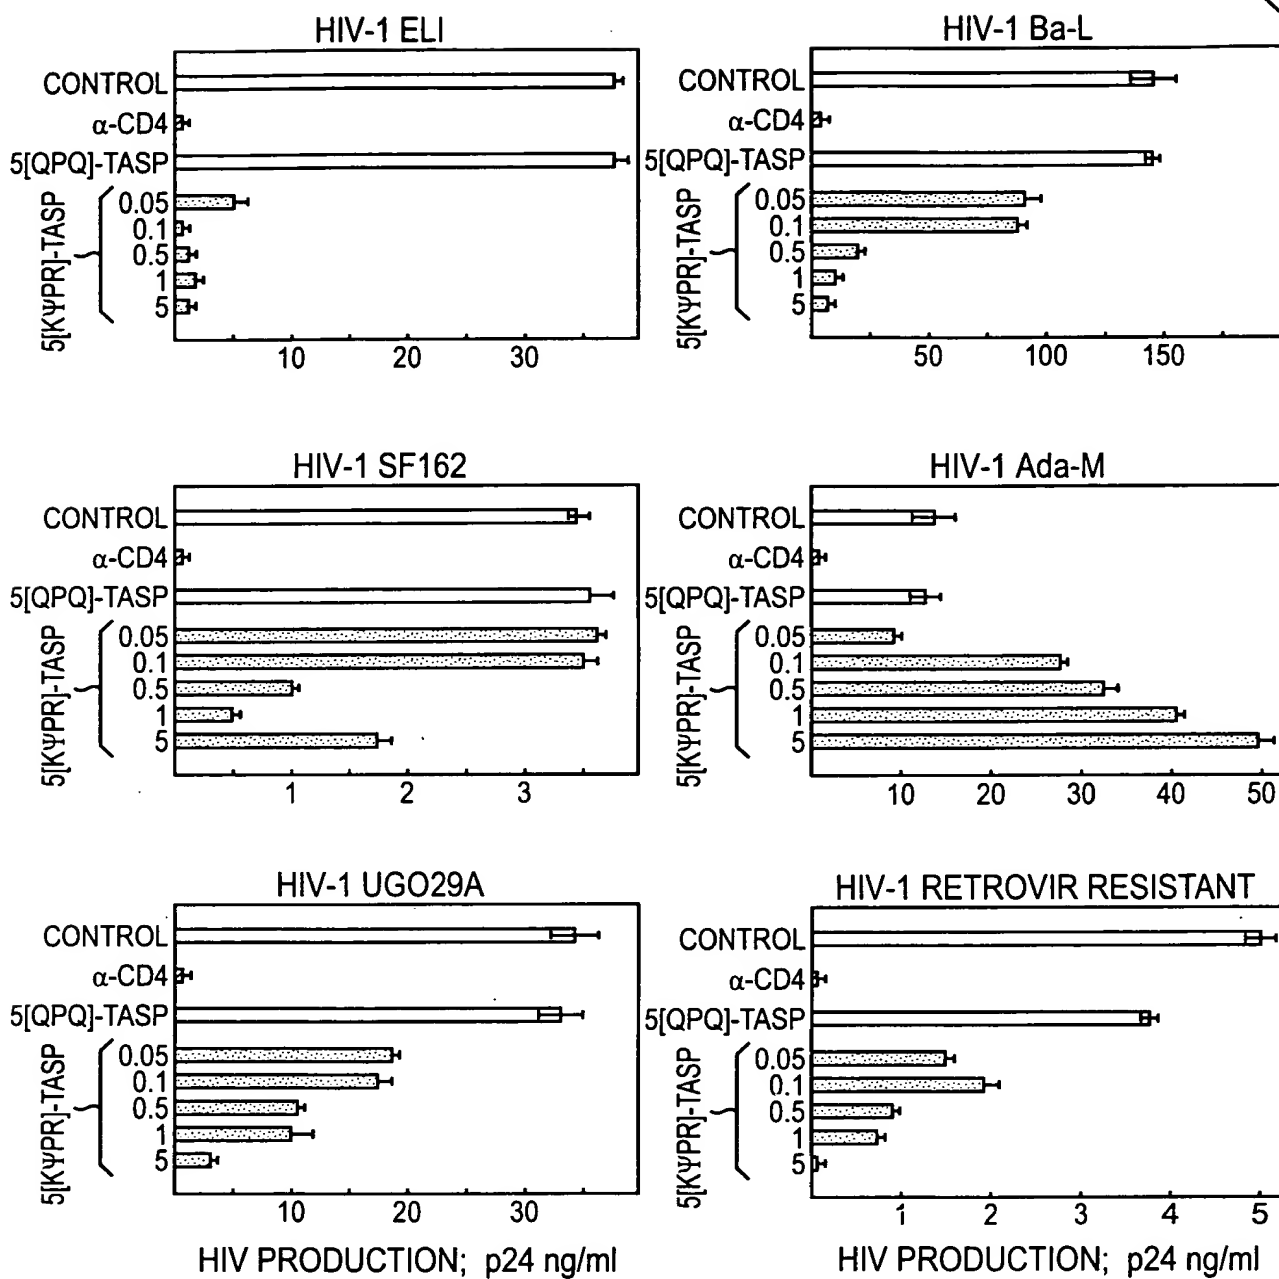 HIV-1 ELI
CONTROL
α-CD4
5[QPQ]-TASP
5[KΨPR]-TASP
0.05
0.1
0.5
1
5
10 20 30
HIV-1 Ba-L
CONTROL
α-CD4
5[QPQ]-TASP
5[KΨPR]-TASP
0.05
0.1
0.5
1
5
50 100 150
HIV-1 SF162
CONTROL
α-CD4
5[QPQ]-TASP
5[KΨPR]-TASP
0.05
0.1
0.5
1
5
1 2 3
HIV-1 Ada-M
CONTROL
α-CD4
5[QPQ]-TASP
5[KΨPR]-TASP
0.05
0.1
0.5
1
5
10 20 30 40 50
HIV-1 UGO29A
CONTROL
α-CD4
5[QPQ]-TASP
5[KΨPR]-TASP
0.05
0.1
0.5
1
5
10 20 30
HIV PRODUCTION; p24 ng/ml
HIV-1 RETROVIR RESISTANT
CONTROL
α-CD4
5[QPQ]-TASP
5[KΨPR]-TASP
0.05
0.1
0.5
1
5
1 2 3 4 5
HIV PRODUCTION; p24 ng/ml